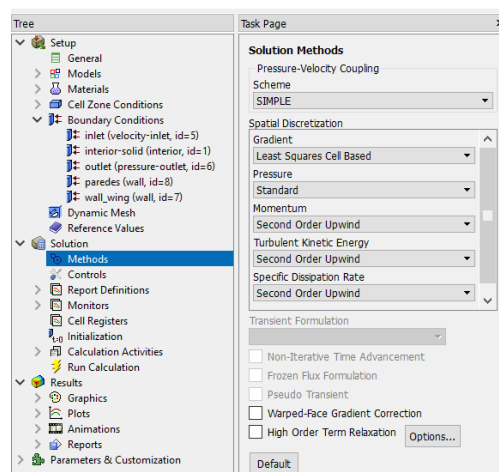 Tree
Setup
General
Models
Materials
Cell Zone Conditions
Boundary Conditions
inlet (velocity-inlet, id=5)
interior-solid (interior, id=1)
outlet (pressure-outlet, id=6)
paredes (wall, id=8)
wall_wing (wall, id=7)
Dynamic Mesh
Reference Values
Solution
Methods
Controls
Report Definitions
Monitors
Cell Registers
t=0 Initialization
Calculation Activities
Run Calculation
Results
Graphics
Plots
Animations
Reports
Parameters & Customization
Task Page
Solution Methods
Pressure-Velocity Coupling
Scheme
SIMPLE
Spatial Discretization
Gradient
Least Squares Cell Based
Pressure
Standard
Momentum
Second Order Upwind
Turbulent Kinetic Energy
Second Order Upwind
Specific Dissipation Rate
Second Order Upwind
Transient Formulation
Non-Iterative Time Advancement
Frozen Flux Formulation
Pseudo Transient
Warped-Face Gradient Correction
High Order Term Relaxation Options...
Default